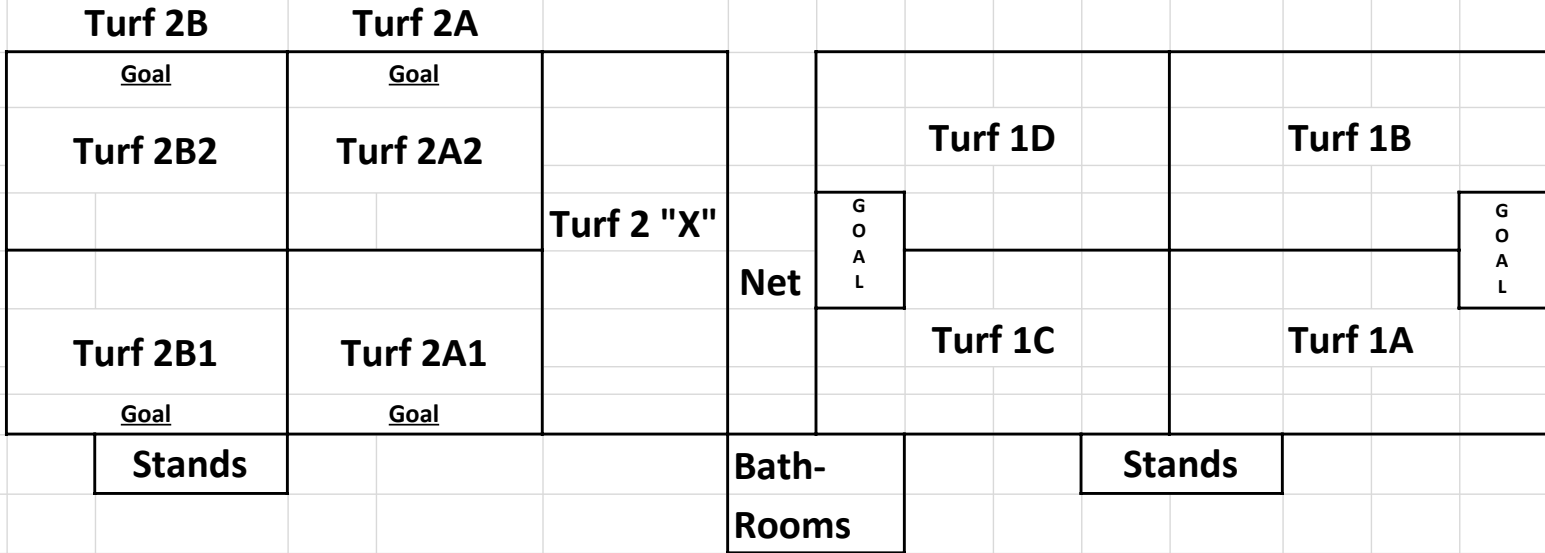 Turf 2B
Turf 2A
Goal
Goal
Turf 2B2
Turf 2A2
Turf 1D
Turf 1B
Turf 2 "X"
G
O
A
L
G
O
A
L
Net
Turf 2B1
Turf 2A1
Turf 1C
Turf 1A
Goal
Goal
Stands
Bath-
Rooms
Stands